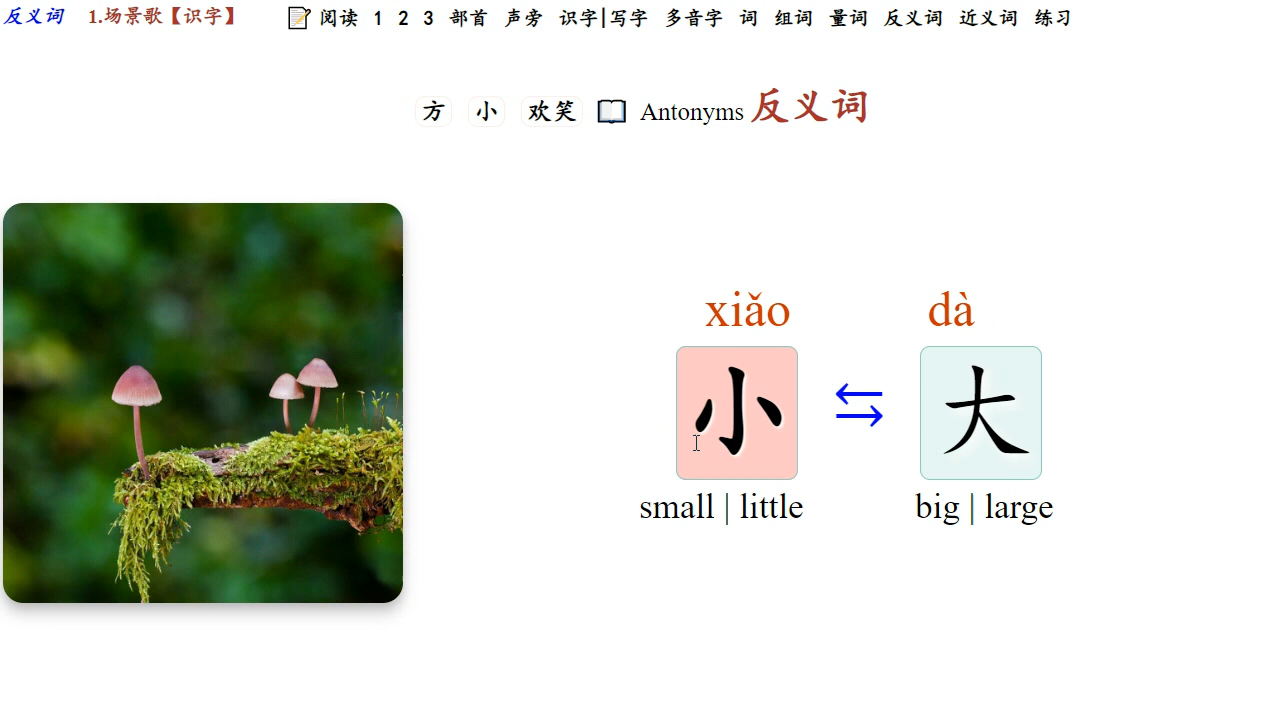 反义词 1.场景歌【识字】 📝 阅读 1 2 3 部首 声旁 识字|写字 多音字 词 组词 量词 反义词 近义词 练习
方 小 欢笑 📖 Antonyms 反义词
xiǎo dà
小 ⇆ 大
small | little big | large